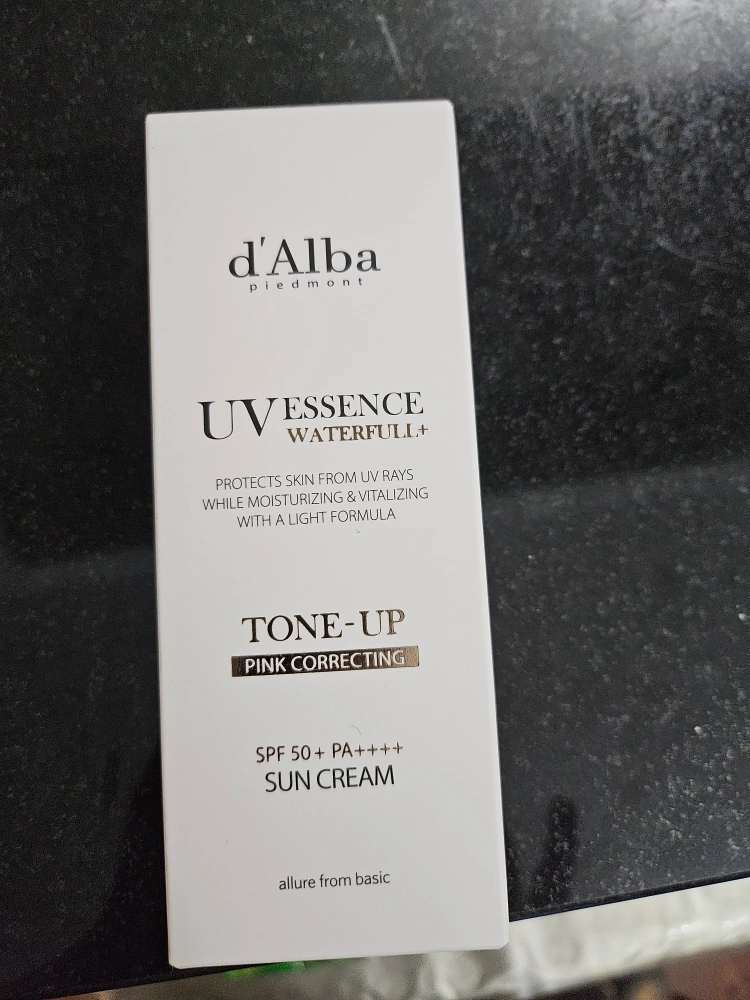 d'Alba
piedmont
UV ESSENCE
WATERFULL+
PROTECTS SKIN FROM UV RAYS
WHILE MOISTURIZING & VITALIZING
WITH A LIGHT FORMULA
TONE-UP
PINK CORRECTING
SPF 50+ PA++++
SUN CREAM
allure from basic